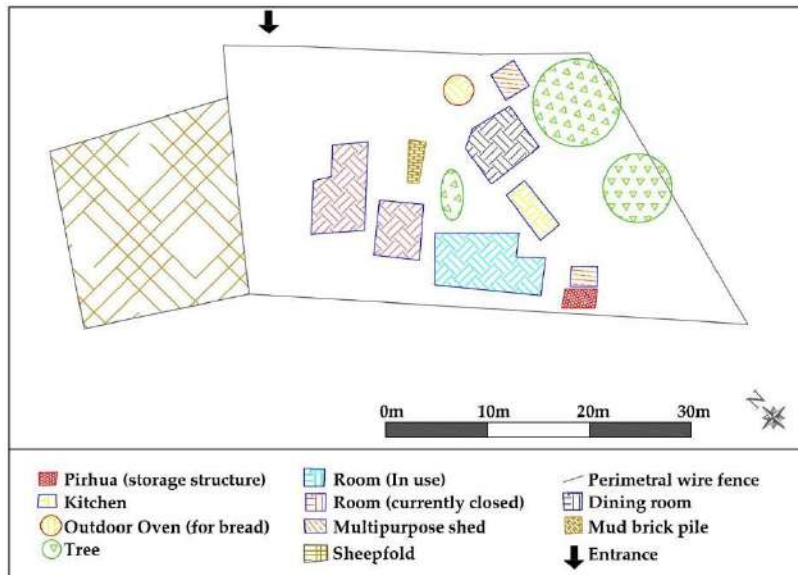 0m 10m 20m 30m
N
Pirhua (storage structure)
Kitchen
Outdoor Oven (for bread)
Tree
Room (In use)
Room (currently closed)
Multipurpose shed
Sheepfold
Perimetral wire fence
Dining room
Mud brick pile
Entrance